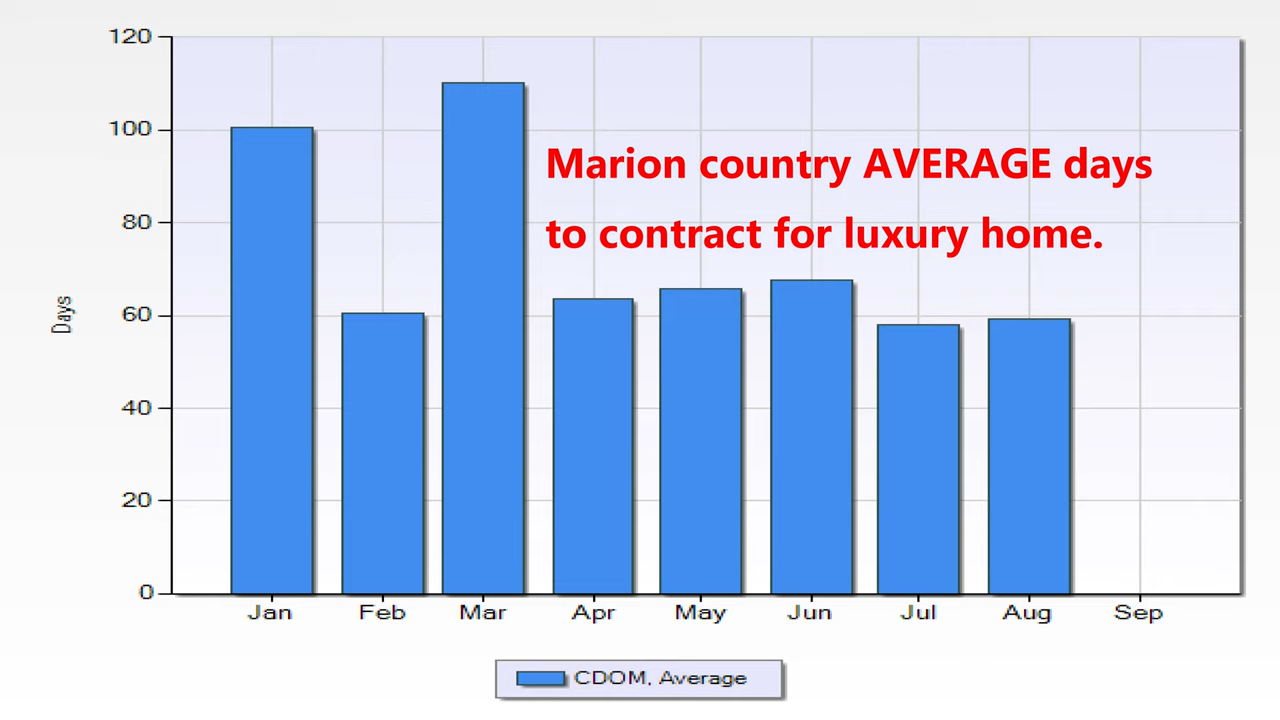 120
100
80
60
40
20
0
Days
Marion country AVERAGE days
to contract for luxury home.
Jan Feb Mar Apr May Jun Jul Aug Sep
CDOM, Average